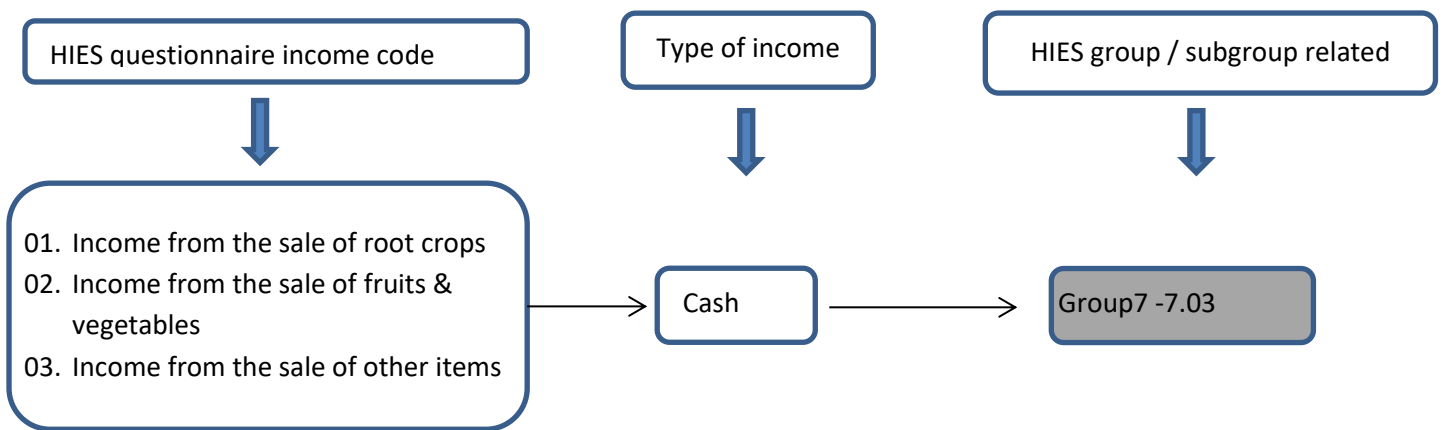 HIES questionnaire income code
Type of income
HIES group / subgroup related
01. Income from the sale of root crops
02. Income from the sale of fruits &
vegetables
03. Income from the sale of other items
Cash
Group7 -7.03